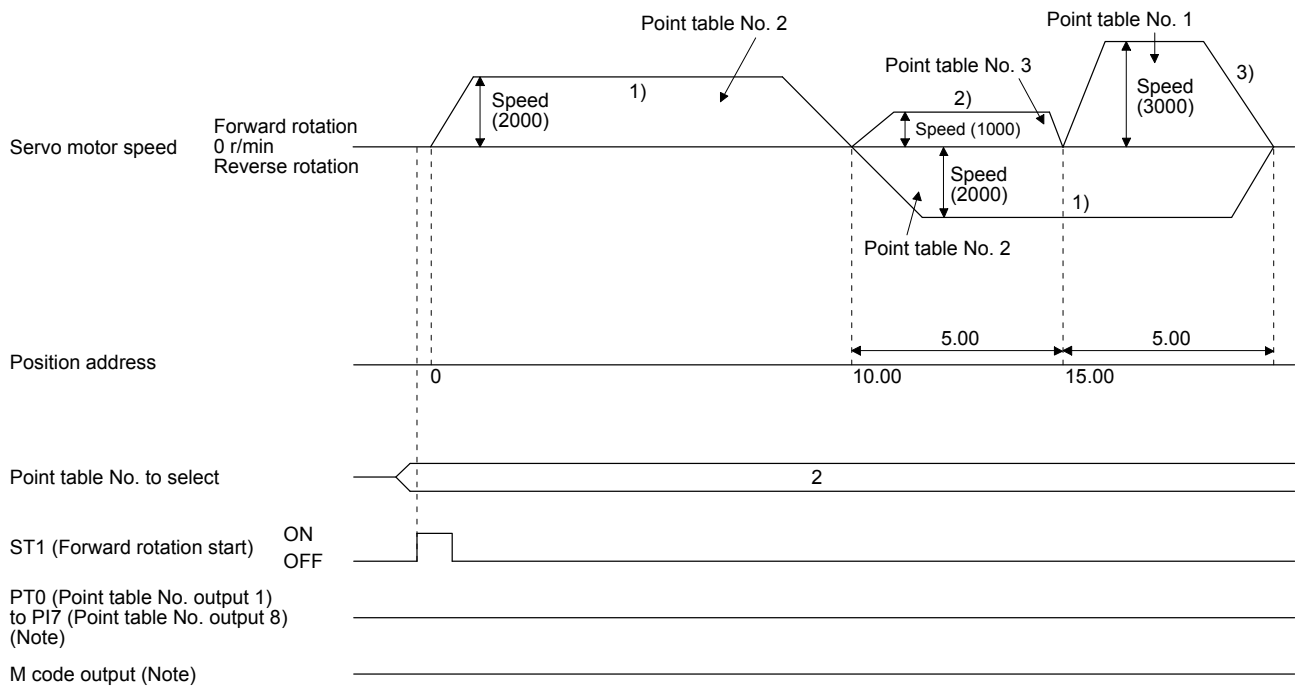 Point table No. 1
Point table No. 2
Point table No. 3
3)
1)
2)
Speed
(2000)
Speed (1000)
Speed
(3000)
Servo motor speed
Forward rotation
0 r/min
Reverse rotation
Speed
(2000)
1)
Point table No. 2
5.00
5.00
Position address
0
10.00
15.00
Point table No. to select
2
ST1 (Forward rotation start)
ON
OFF
PT0 (Point table No. output 1)
to PI7 (Point table No. output 8)
(Note)
M code output (Note)